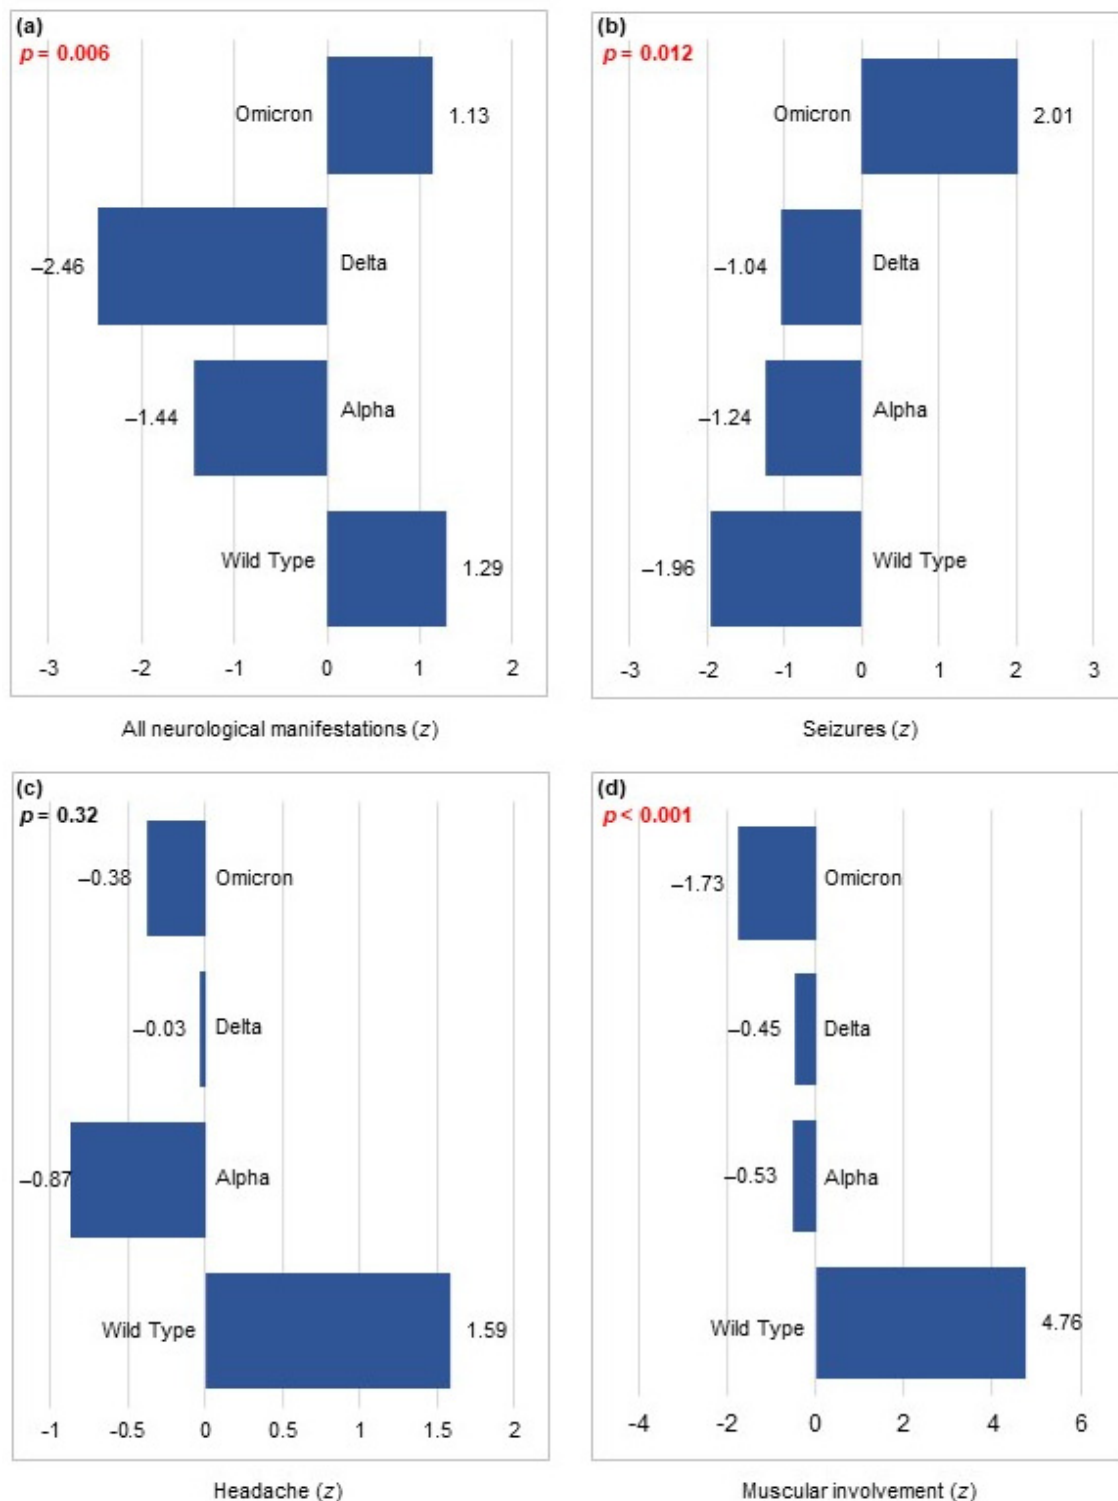 (a)
p = 0.006
Omicron
1.13
–2.46
Delta
–1.44
Alpha
Wild Type
1.29
-3 -2 -1 0 1 2
All neurological manifestations (z)
(b)
p = 0.012
Omicron
2.01
–1.04
Delta
–1.24
Alpha
–1.96
Wild Type
-3 -2 -1 0 1 2 3
Seizures (z)
(c)
p = 0.32
–0.38
Omicron
–0.03
Delta
–0.87
Alpha
Wild Type
1.59
-1 -0.5 0 0.5 1 1.5 2
Headache (z)
(d)
p < 0.001
–1.73
Omicron
–0.45
Delta
–0.53
Alpha
Wild Type
4.76
-4 -2 0 2 4 6
Muscular involvement (z)